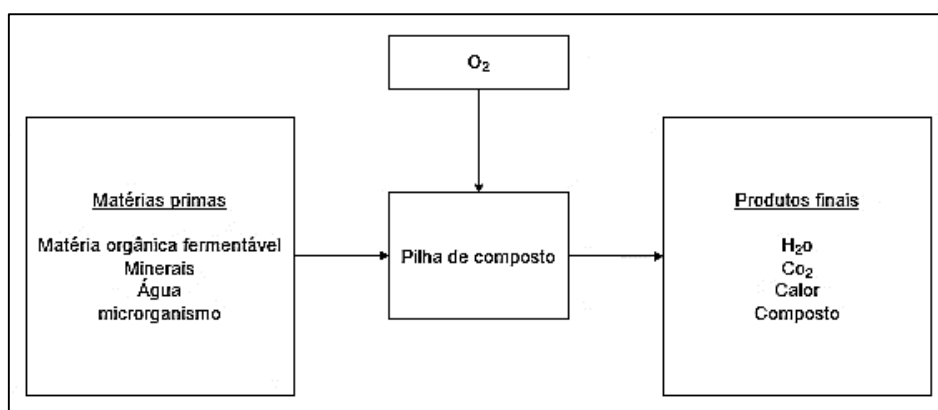 O₂
Matérias primas
Matéria orgânica fermentável
Minerais
Água
microrganismo
Pilha de composto
Produtos finais
H₂o
Co₂
Calor
Composto